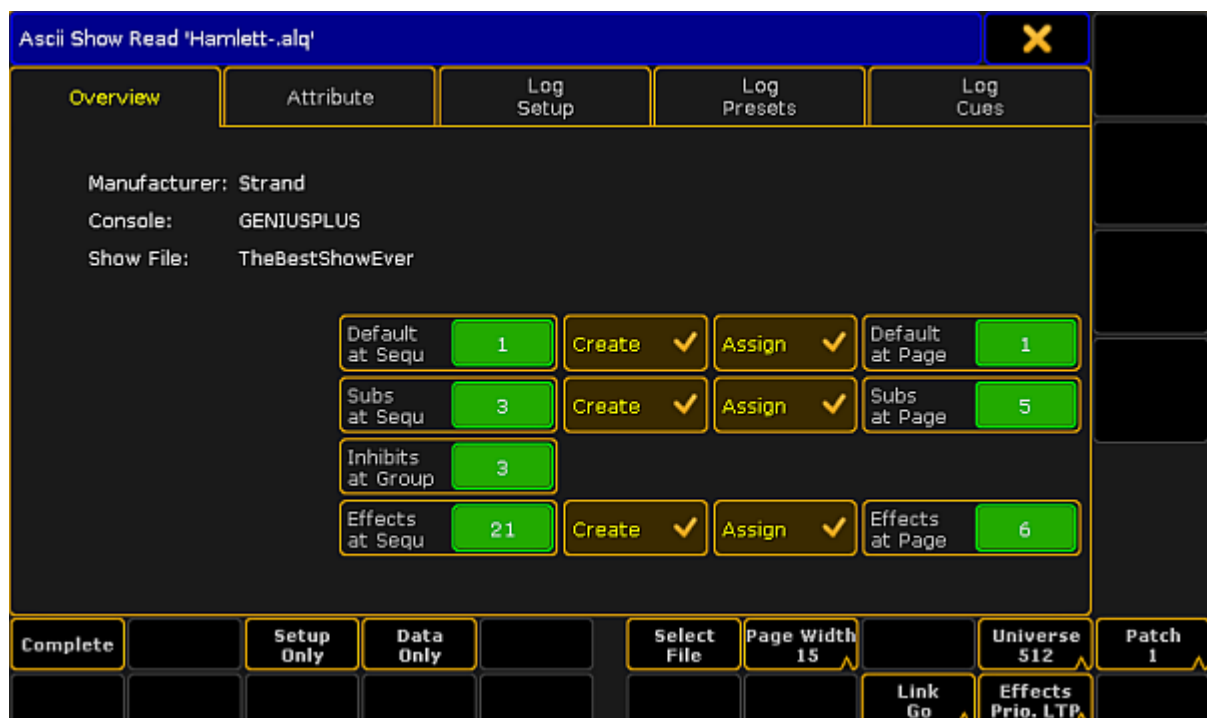 Ascii Show Read 'Hamlett-.alq'
Overview
Attribute
Log
Setup
Log
Presets
Log
Cues
Manufacturer: Strand
Console: GENIUSPLUS
Show File: TheBestShowEver
Default
at Sequ
1
Create
Assign
Default
at Page
1
Subs
at Sequ
3
Create
Assign
Subs
at Page
5
Inhibits
at Group
3
Effects
at Sequ
21
Create
Assign
Effects
at Page
6
Complete
Setup
Only
Data
Only
Select
File
Page Width
15
Universe
512
Patch
1
Link
Go
Effects
Prio. LTP